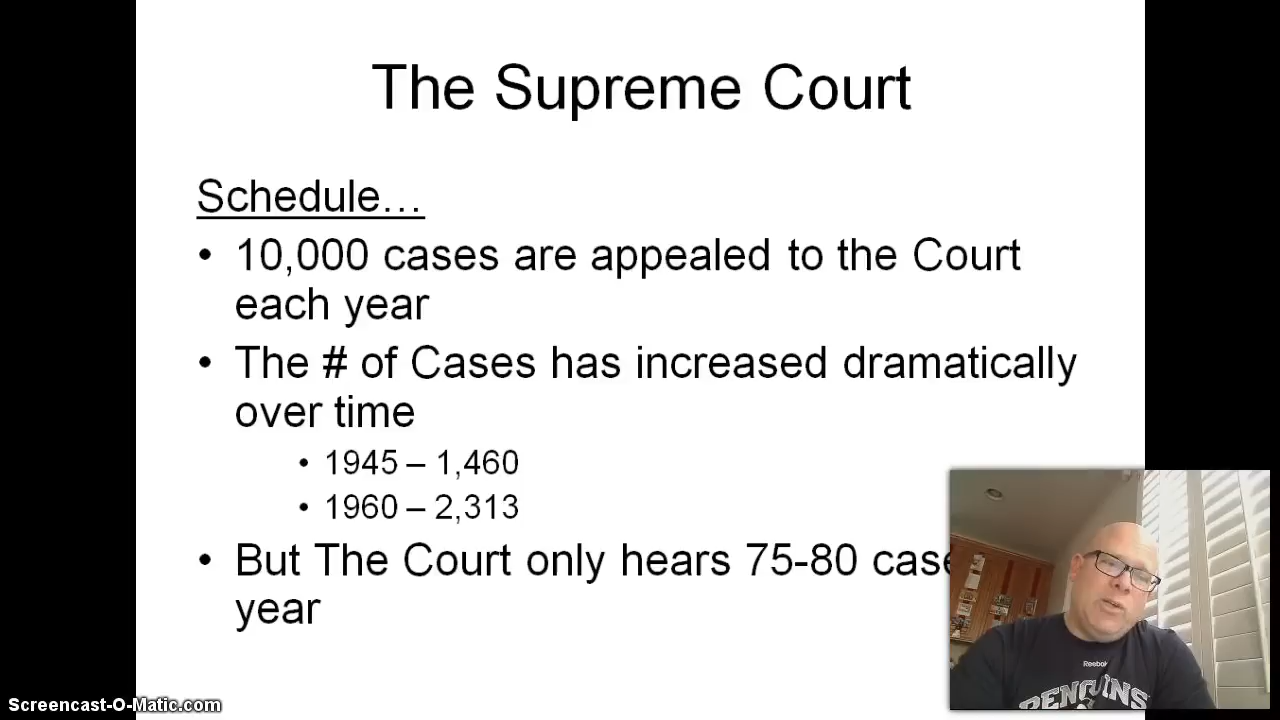 The Supreme Court
Schedule…
• 10,000 cases are appealed to the Court
each year
• The # of Cases has increased dramatically
over time
• 1945 – 1,460
• 1960 – 2,313
• But The Court only hears 75-80
year
Reebok
PENGUINS
Screencast-O-Matic.com